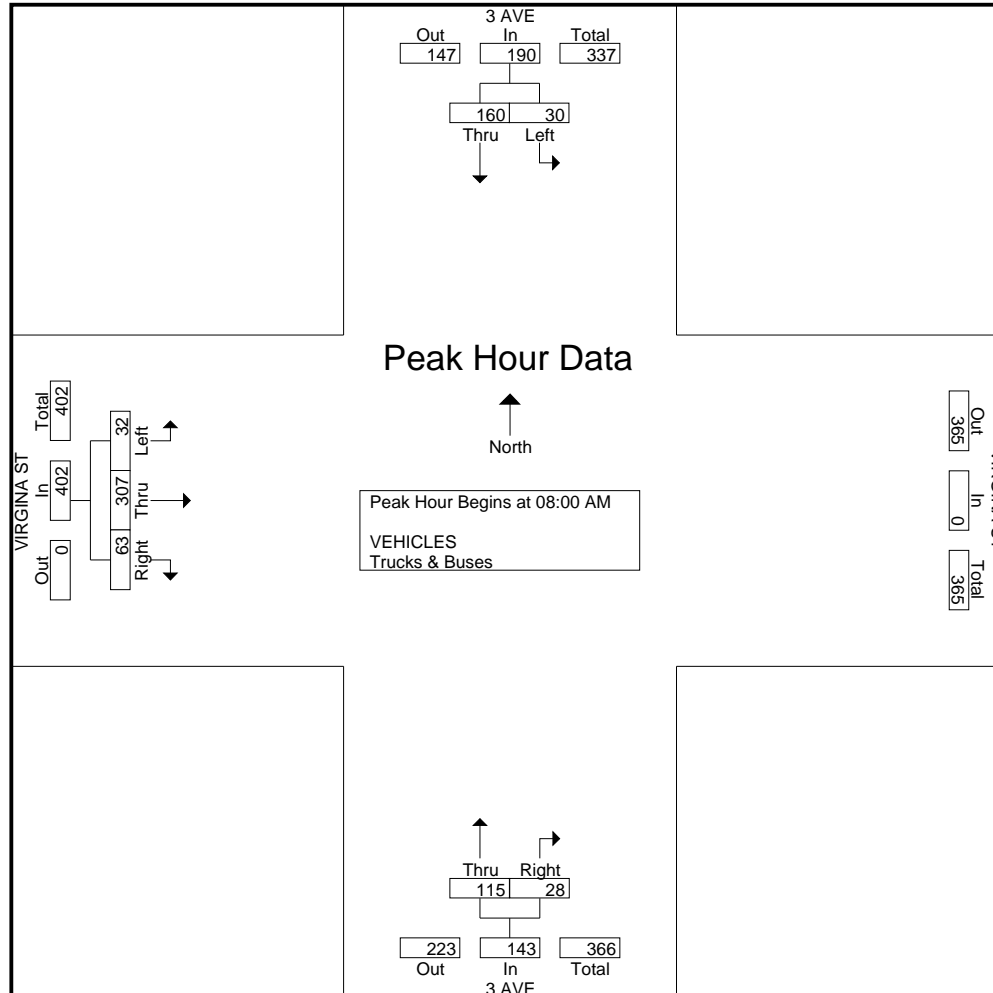 3 AVE
Out In Total
147 190 337
160 30
Thru Left
Peak Hour Data
North
Peak Hour Begins at 08:00 AM
VEHICLES
Trucks & Buses
VIRGINA ST
Total In Out
402 402 0
32 307 63
Left Thru Right
Out In Total
365 0 365
Thru Right
115 28
223 143 366
Out In Total
3 AVE